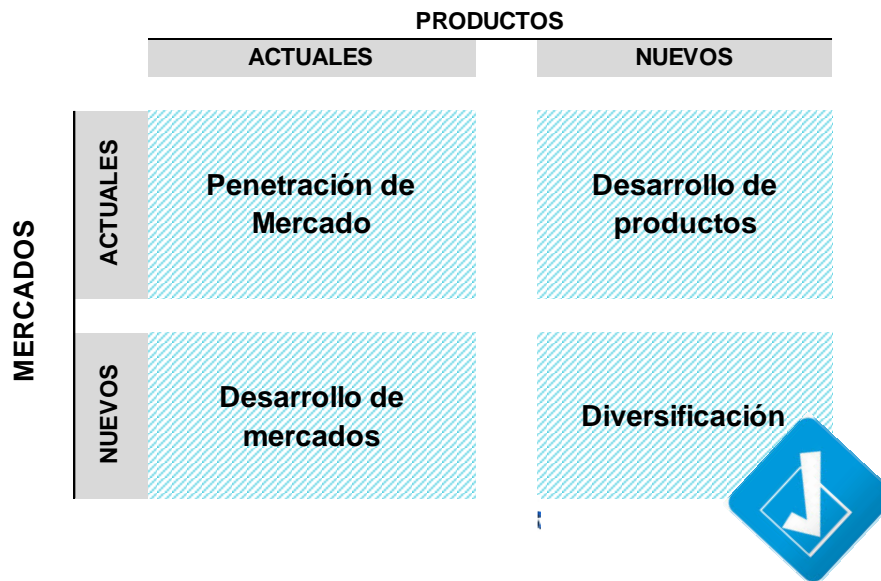 PRODUCTOS
ACTUALES
NUEVOS
MERCADOS
ACTUALES
Penetración de
Mercado
Desarrollo de
productos
NUEVOS
Desarrollo de
mercados
Diversificación